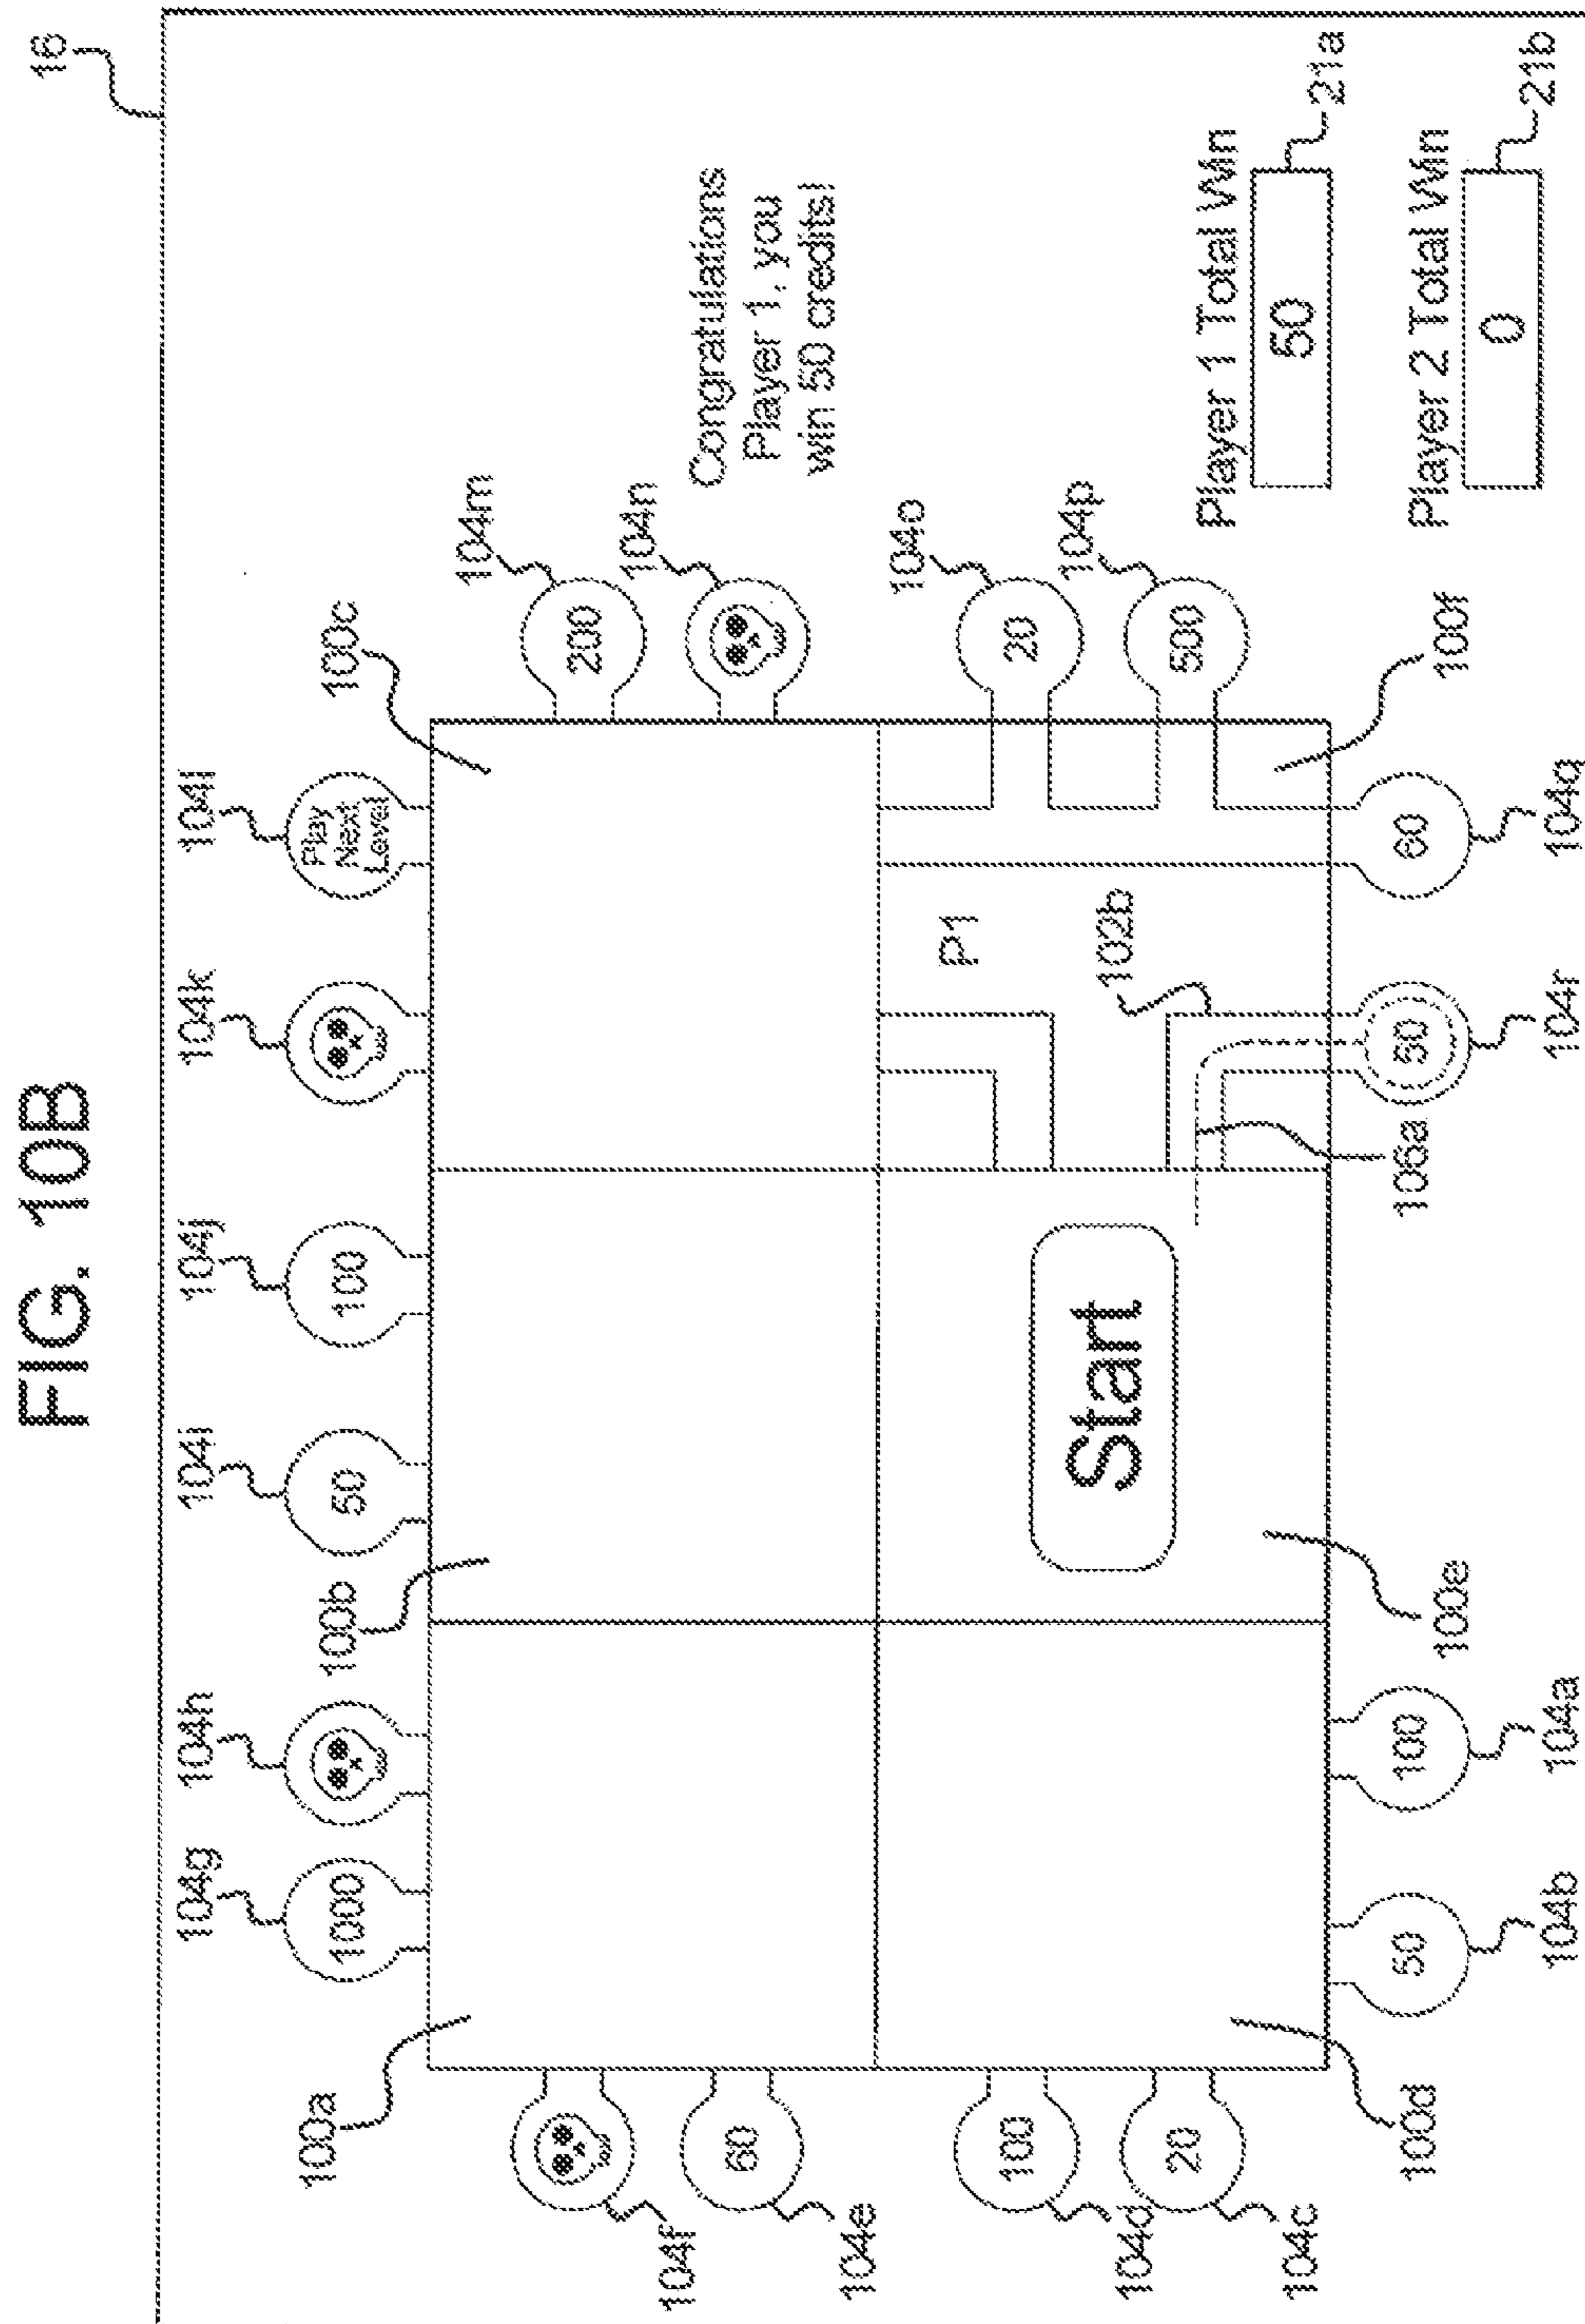 FIG. 10B
16
104g
104h
104i
104j
104k
104l
1000
50
100
Play
Next
Level
100a
100b
100c
104f
104m
200
104n
60
104e
Congratulations
Player 1, you
win 50 credits!
100
104d
P1
20
104o
Start
102b
20
104c
500
104p
Player 1 Total Win
50
21a
106a
50
100
50
60
100d
100e
100f
Player 2 Total Win
0
21b
104b
104a
104r
104q